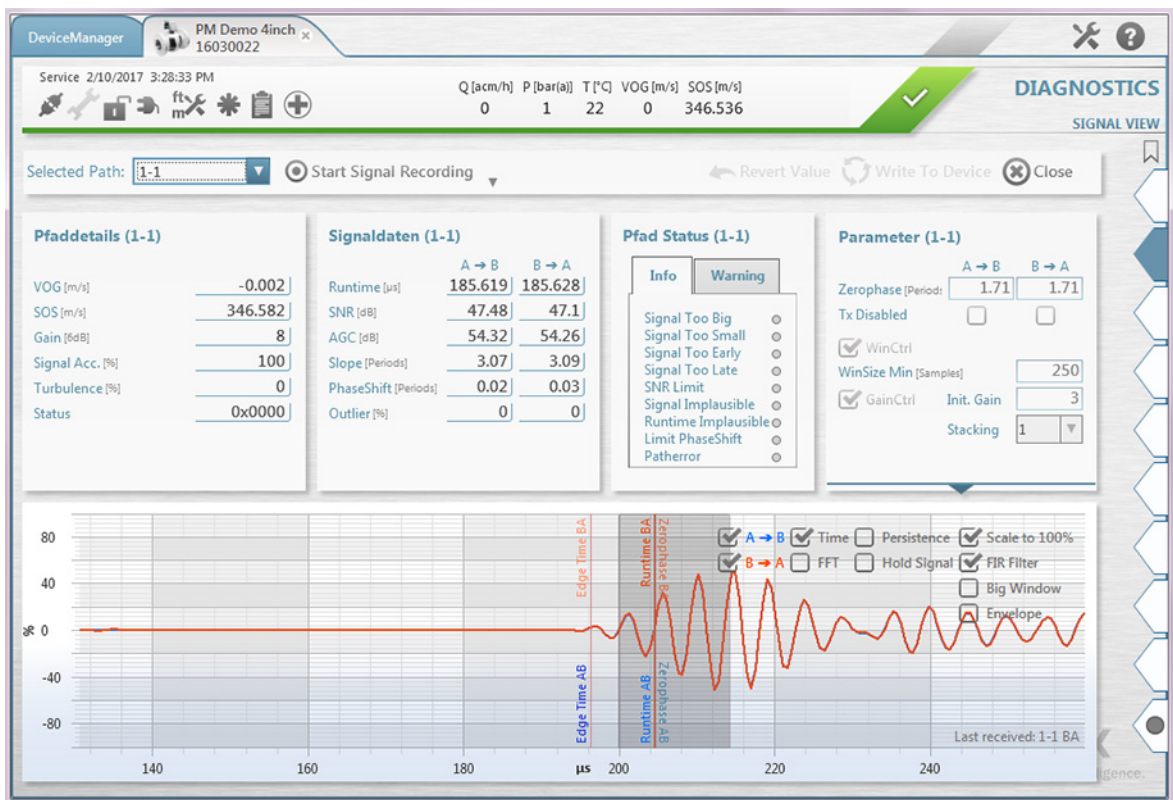 DeviceManager
PM Demo 4inch
16030022
Service 2/10/2017 3:28:33 PM
Q [acm/h] P [bar(a)] T [°C] VOG [m/s] SOS [m/s]
0 1 22 0 346.536
DIAGNOSTICS
SIGNAL VIEW
ft
m
Selected Path: 1-1 Start Signal Recording Revert Value Write To Device Close
Pfaddetails (1-1)
VOG [m/s] -0.002
SOS [m/s] 346.582
Gain [6dB] 8
Signal Acc. [%] 100
Turbulence [%] 0
Status 0x0000
Signaldaten (1-1)
A → B B → A
Runtime [µs] 185.619 185.628
SNR [dB] 47.48 47.1
AGC [dB] 54.32 54.26
Slope [Periods] 3.07 3.09
PhaseShift [Periods] 0.02 0.03
Outlier [%] 0 0
Pfad Status (1-1)
Info Warning
Signal Too Big
Signal Too Small
Signal Too Early
Signal Too Late
SNR Limit
Signal Implausible
Runtime Implausible
Limit PhaseShift
Patherror
Parameter (1-1)
A → B B → A
Zerophase [Period: 1.71 1.71
Tx Disabled
WinCtrl
WinSize Min [Samples] 250
GainCtrl Init. Gain 3
Stacking 1
A → B Time Persistence Scale to 100%
B → A FFT Hold Signal FIR Filter
Big Window
Envelope
Edge Time BA
Runtime BA
Zerophase B
Edge Time AB
Runtime AB
Zerophase AB
80
40
% 0
-40
-80
Last received: 1-1 BA
140 160 180 µs 200 220 240